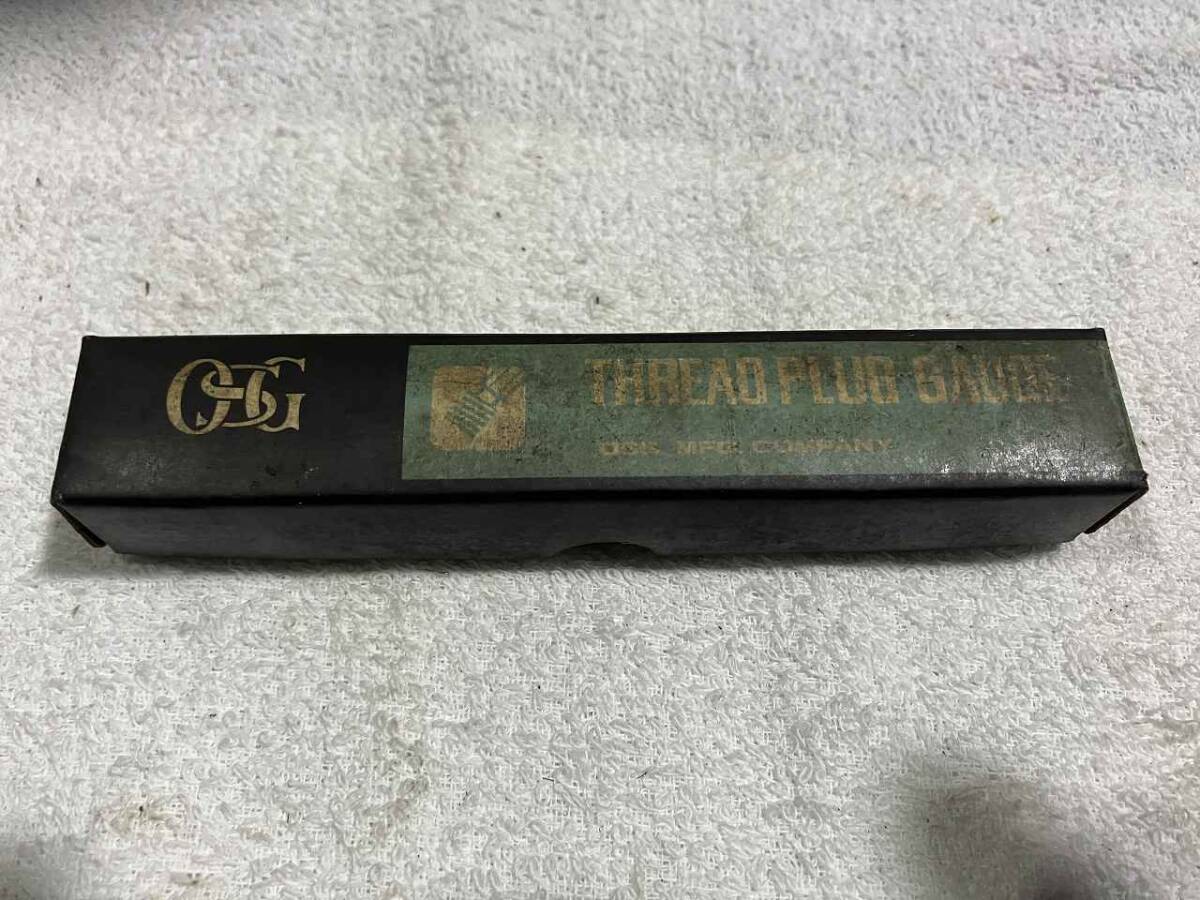 OSG
THREAD PLUG GAUGE
OSG MFG COMPANY